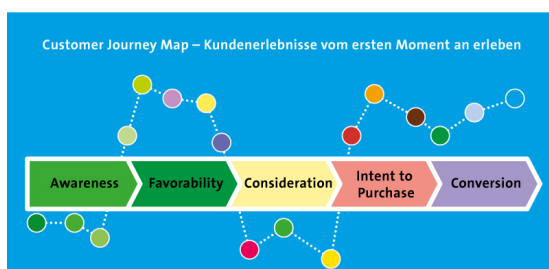 Customer Journey Map – Kundenerlebnisse vom ersten Moment an erleben
Awareness
Favorability
Consideration
Intent to
Purchase
Conversion